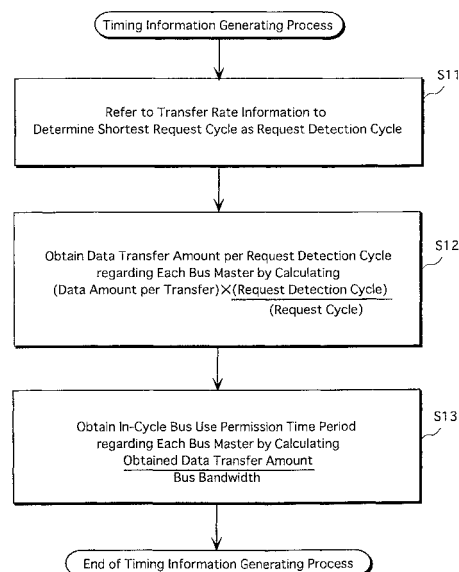 Timing Information Generating Process
S11
Refer to Transfer Rate Information to
Determine Shortest Request Cycle as Request Detection Cycle
S12
Obtain Data Transfer Amount per Request Detection Cycle
regarding Each Bus Master by Calculating
(Data Amount per Transfer)×(Request Detection Cycle)
(Request Cycle)
S13
Obtain In-Cycle Bus Use Permission Time Period
regarding Each Bus Master by Calculating
Obtained Data Transfer Amount
Bus Bandwidth
End of Timing Information Generating Process